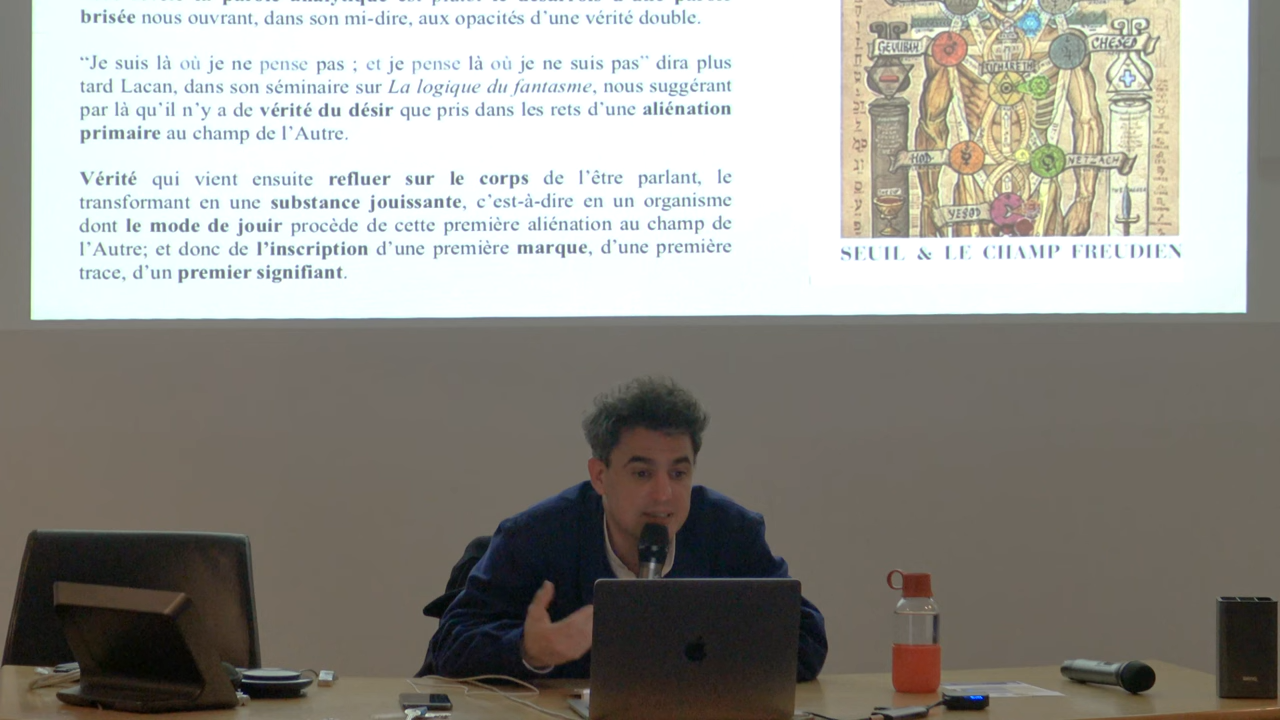 brisée nous ouvrant, dans son mi-dire, aux opacités d’une vérité double.
“Je suis là où je ne pense pas ; et je pense là où je ne suis pas” dira plus
tard Lacan, dans son séminaire sur La logique du fantasme, nous suggérant
par là qu’il n’y a de vérité du désir que pris dans les rets d’une aliénation
primaire au champ de l’Autre.
Vérité qui vient ensuite refluer sur le corps de l’être parlant, le
transformant en une substance jouissante, c’est-à-dire en un organisme
dont le mode de jouir procède de cette première aliénation au champ de
l’Autre; et donc de l’inscription d’une première marque, d’une première
trace, d’un premier signifiant.
GEVURAH
CHESED
HOD
NETZACH
YESOD
SEUIL & LE CHAMP FREUDIEN